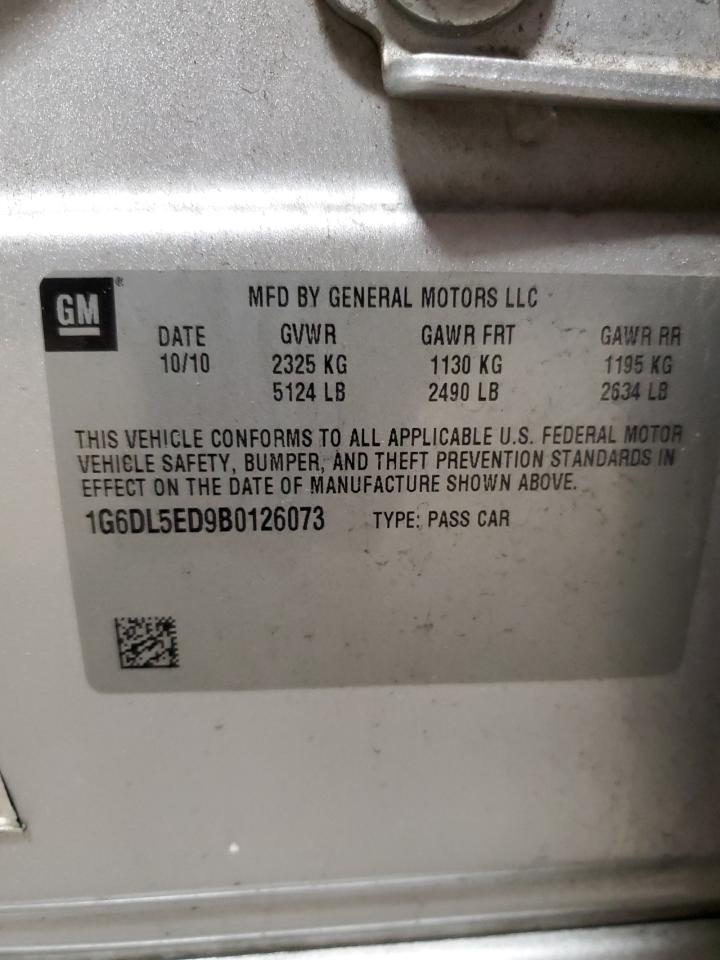 GM ®
MFD BY GENERAL MOTORS LLC
DATE GVWR GAWR FRT GAWR RR
10/10 2325 KG 1130 KG 1195 KG
5124 LB 2490 LB 2634 LB
THIS VEHICLE CONFORMS TO ALL APPLICABLE U.S. FEDERAL MOTOR
VEHICLE SAFETY, BUMPER, AND THEFT PREVENTION STANDARDS IN
EFFECT ON THE DATE OF MANUFACTURE SHOWN ABOVE.
1G6DL5ED9B0126073 TYPE: PASS CAR